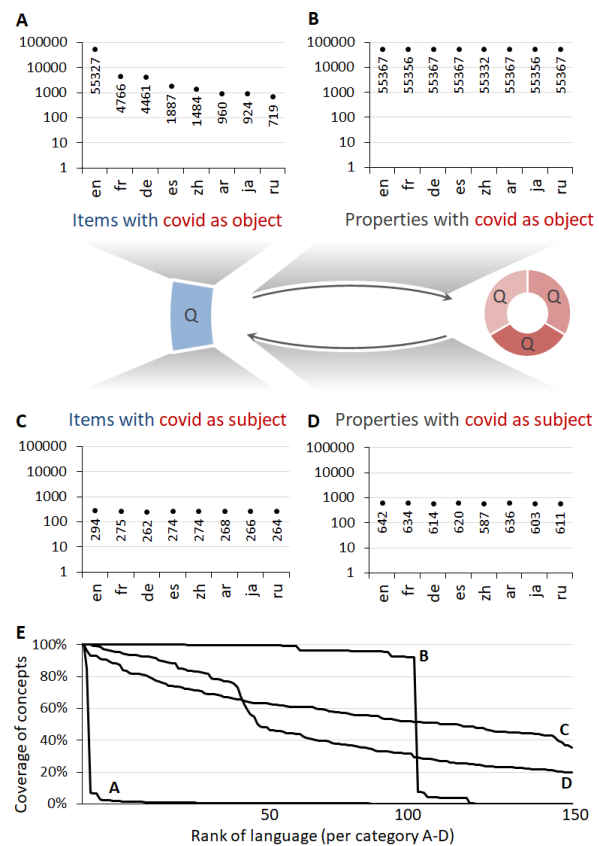 A
100000
10000
1000
100
10
1
55327
4766
4461
1887
1484
960
924
719
en fr de es zh ar ja ru
Items with covid as object
B
100000
10000
1000
100
10
1
55367
55356
55367
55367
55332
55367
55356
55367
en fr de es zh ar ja ru
Properties with covid as object
Q
Q Q
Q
C Items with covid as subject
100000
10000
1000
100
10
1
294
275
262
274
274
268
266
264
en fr de es zh ar ja ru
D Properties with covid as subject
100000
10000
1000
100
10
1
642
634
614
620
587
636
603
611
en fr de es zh ar ja ru
E
Coverage of concepts
100%
80%
60%
40%
20%
0%
B
C
D
A
50 100 150
Rank of language (per category A-D)